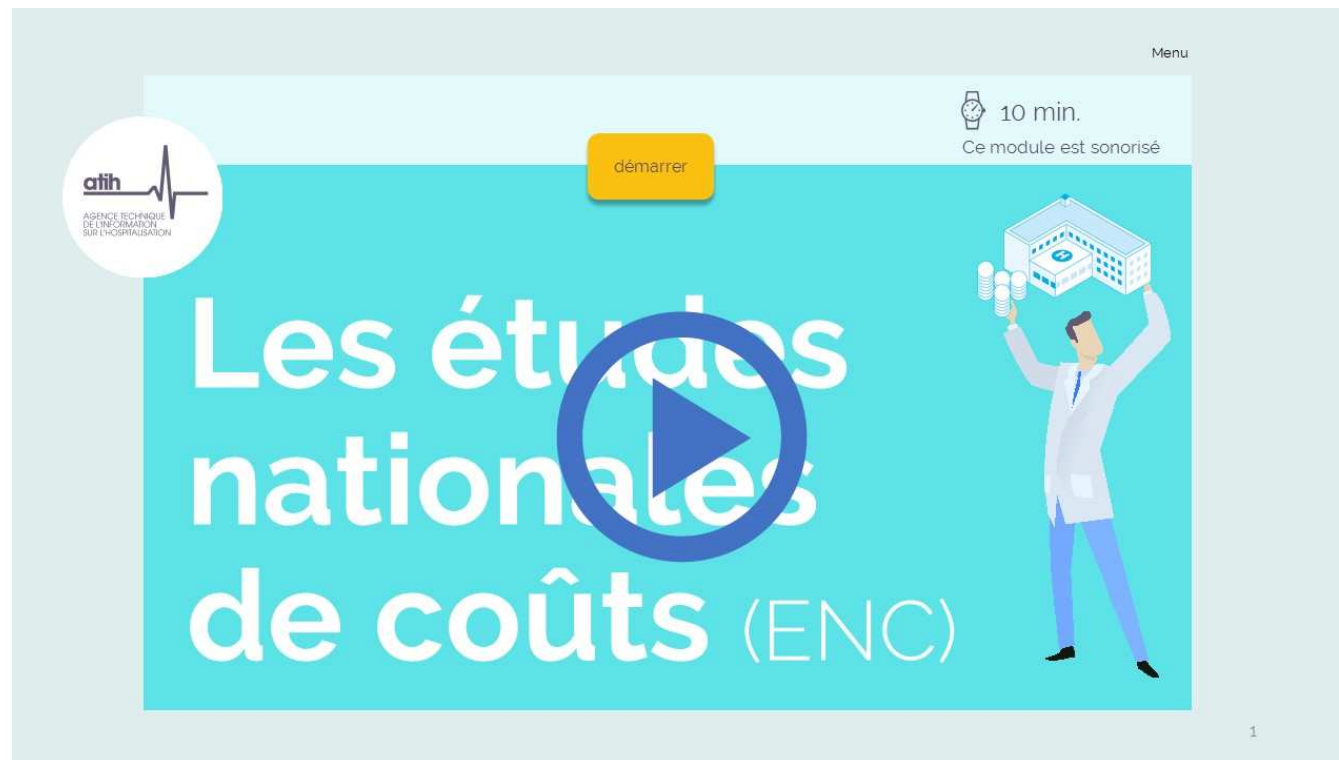 Menu
10 min.
Ce module est sonorisé
démarrer
atih
AGENCE TECHNIQUE
DE L'INFORMATION
SUR L'HOSPITALISATION
H
Les études
nationales
de coûts (ENC)
1